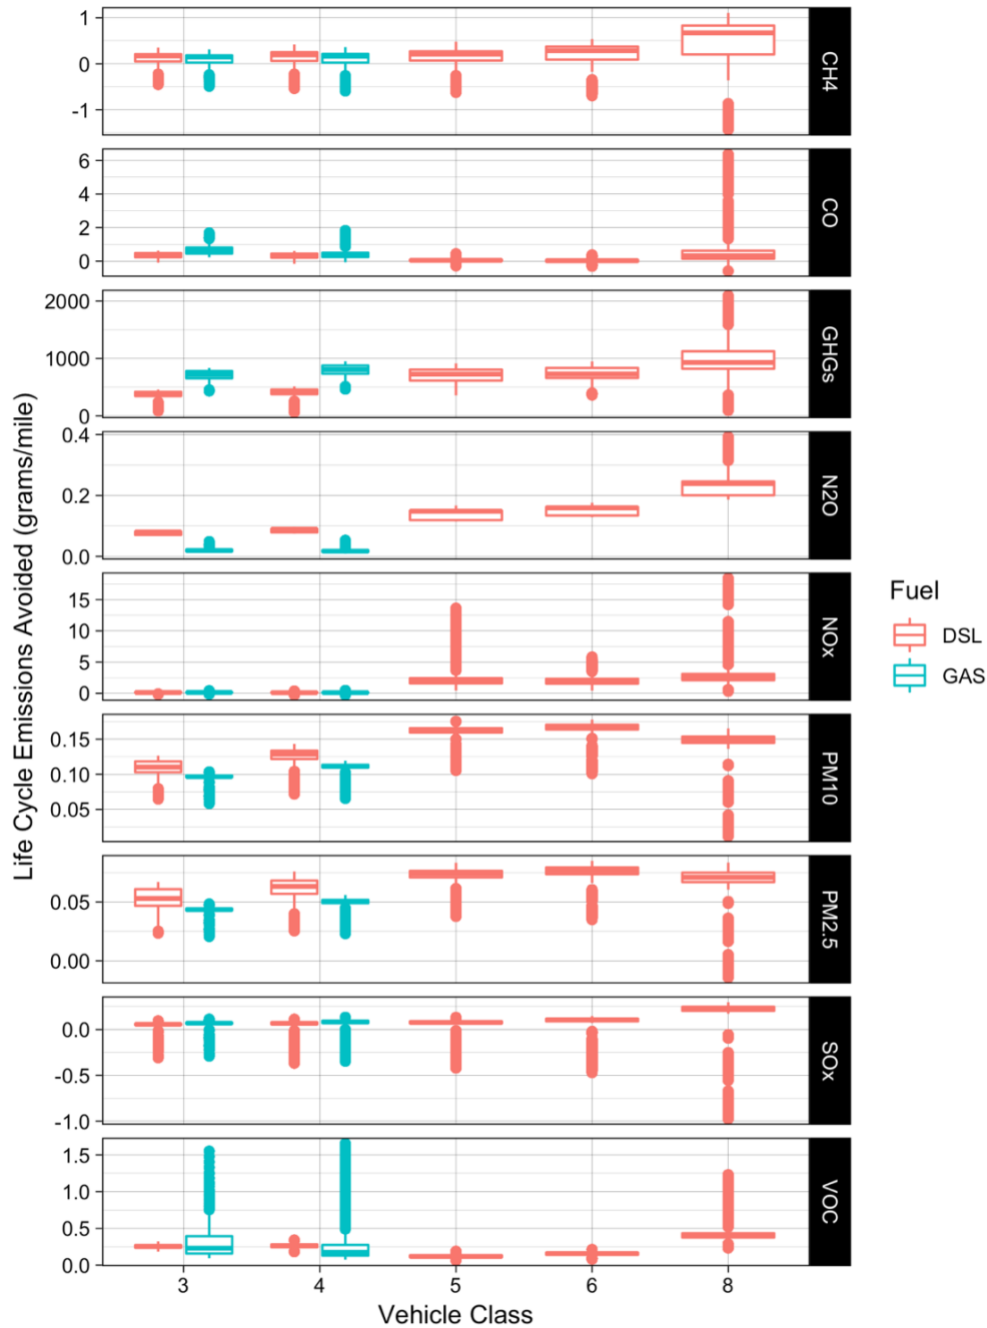 Life Cycle Emissions Avoided (grams/mile)
1
0
-1
CH4
6
4
2
0
CO
2000
1000
0
GHGs
0.4
0.2
0.0
N2O
15
10
5
0
NOx
0.15
0.10
0.05
PM10
0.05
0.00
PM2.5
0.0
-0.5
-1.0
SOx
1.5
1.0
0.5
0.0
VOC
3 4 5 6 8
Vehicle Class
Fuel
DSL
GAS